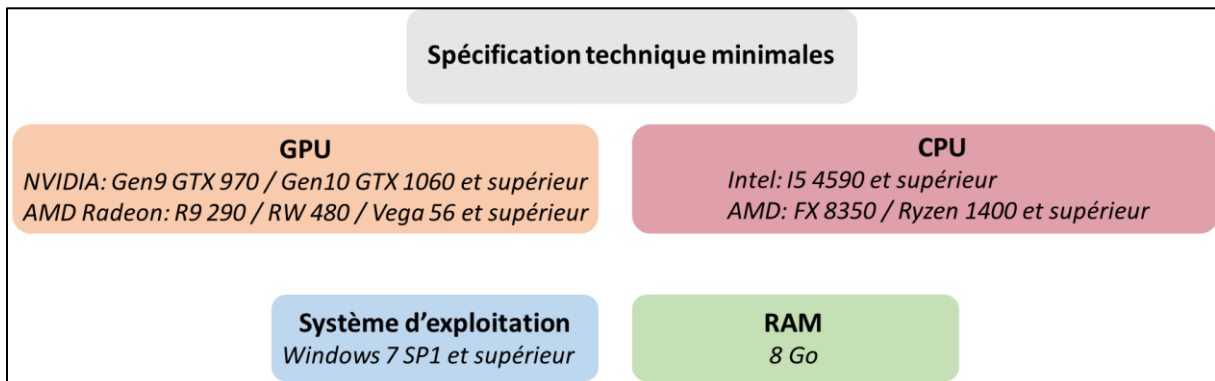 Spécification technique minimales
GPU
NVIDIA: Gen9 GTX 970 / Gen10 GTX 1060 et supérieur
AMD Radeon: R9 290 / RW 480 / Vega 56 et supérieur
CPU
Intel: I5 4590 et supérieur
AMD: FX 8350 / Ryzen 1400 et supérieur
Système d'exploitation
Windows 7 SP1 et supérieur
RAM
8 Go